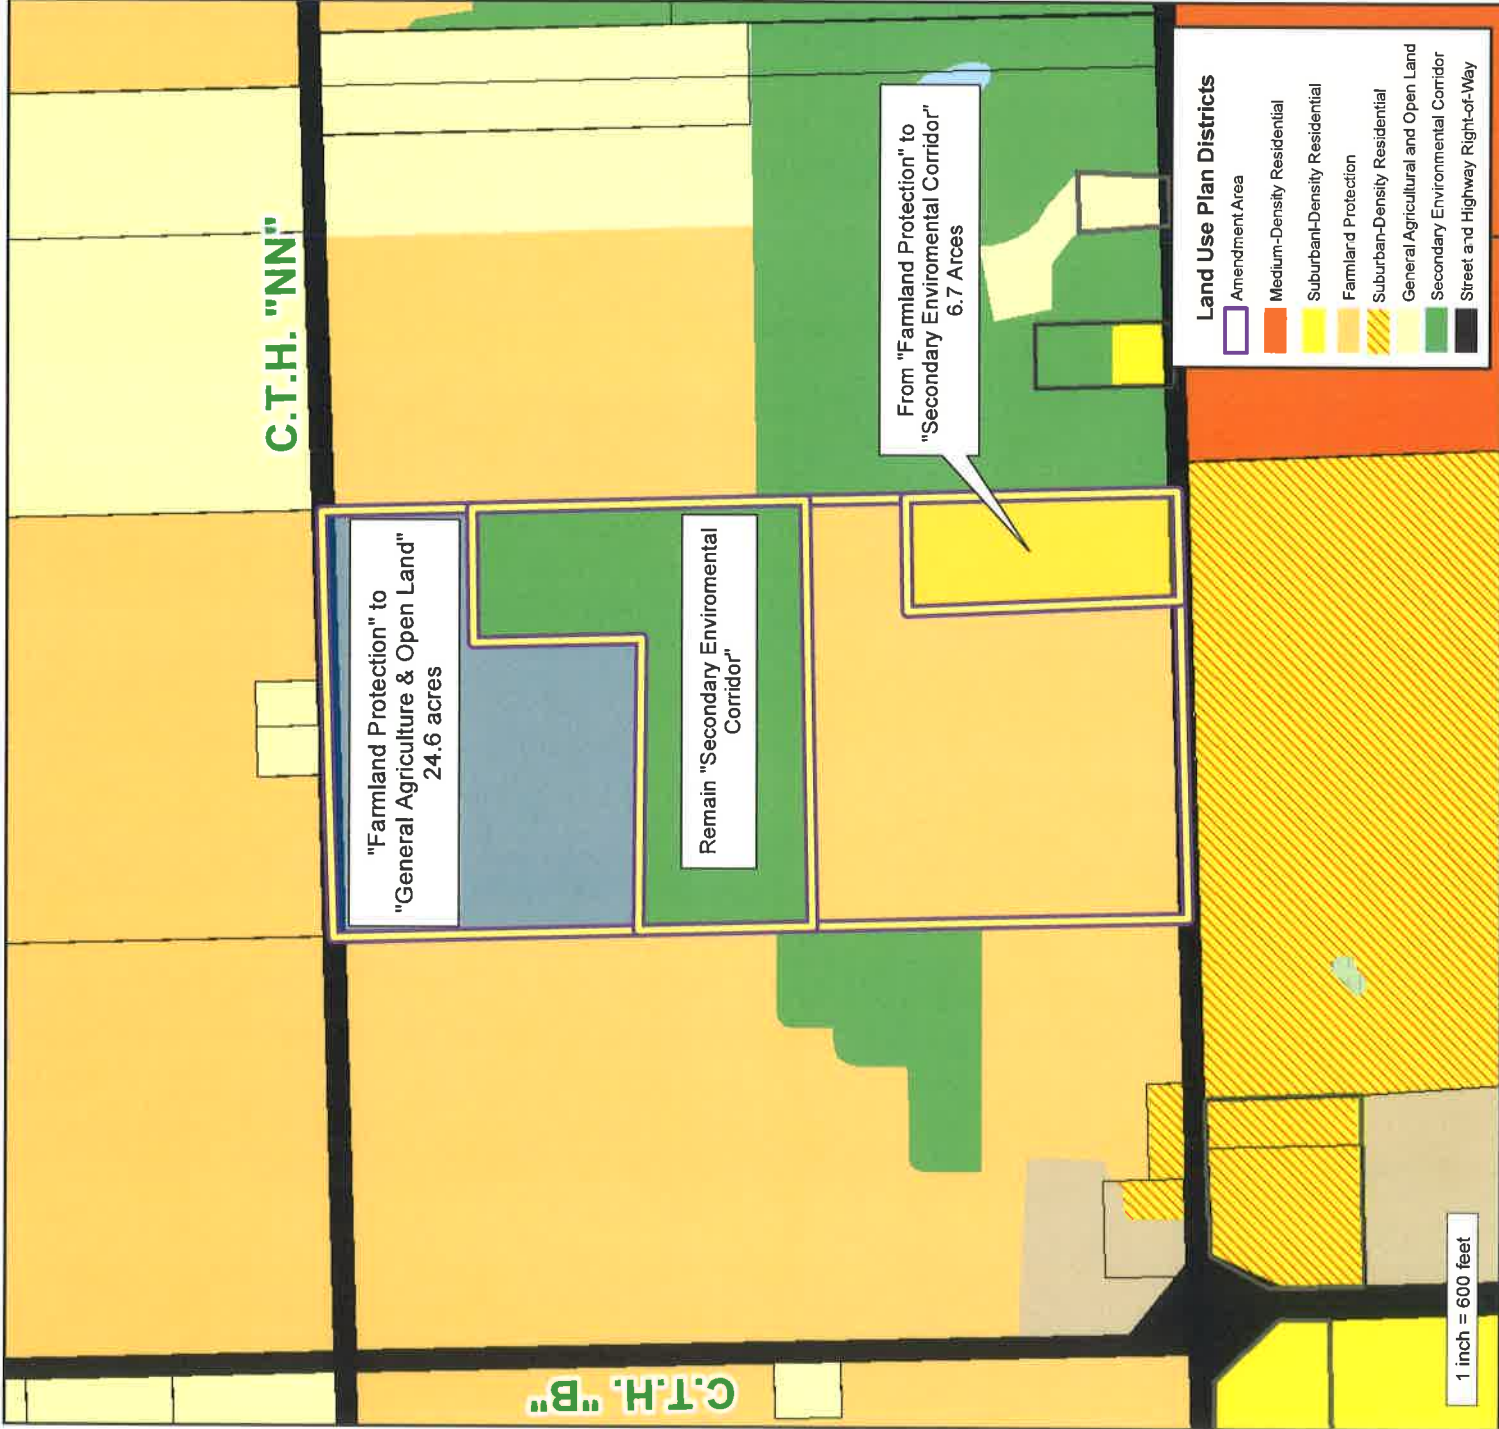 C.T.H. "NN"
"Farmland Protection" to
"General Agriculture & Open Land"
24.6 acres
Remain "Secondary Enviromental
Corridor"
From "Farmland Protection" to
"Secondary Enviromental Corridor"
6.7 Arces
C.T.H. "B"
Land Use Plan Districts
Amendment Area
Medium-Density Residential
Suburbanl-Density Residential
Farmland Protection
Suburban-Density Residential
General Agricultural and Open Land
Secondary Environmental Corridor
Street and Highway Right-of-Way
1 inch = 600 feet